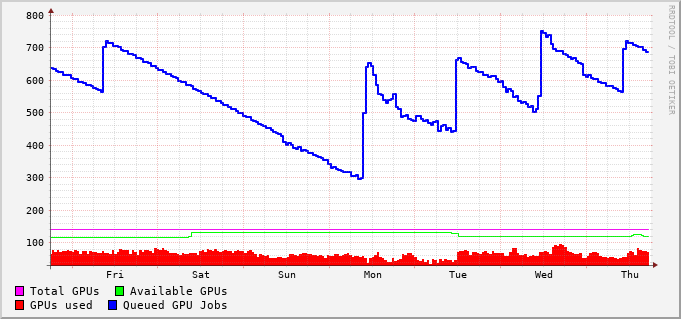 800
700
600
500
400
300
200
100
Fri Sat Sun Mon Tue Wed Thu
Total GPUs Available GPUs
GPUs used Queued GPU Jobs
RRDTOOL / TOBI OETIKER